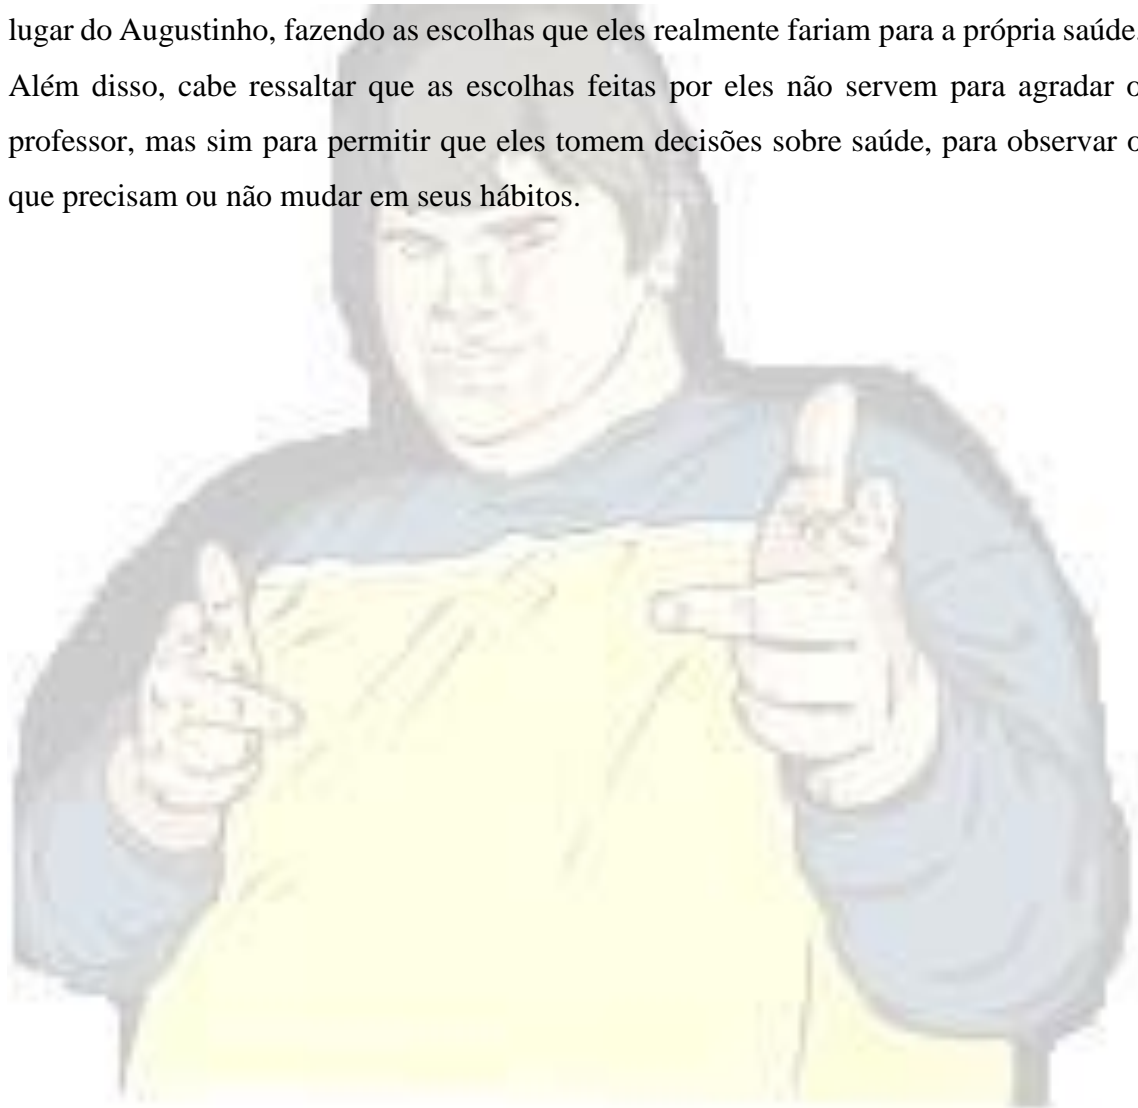 lugar do Augustinho, fazendo as escolhas que eles realmente fariam para a própria saúde.
Além disso, cabe ressaltar que as escolhas feitas por eles não servem para agradar o
professor, mas sim para permitir que eles tomem decisões sobre saúde, para observar o
que precisam ou não mudar em seus hábitos.